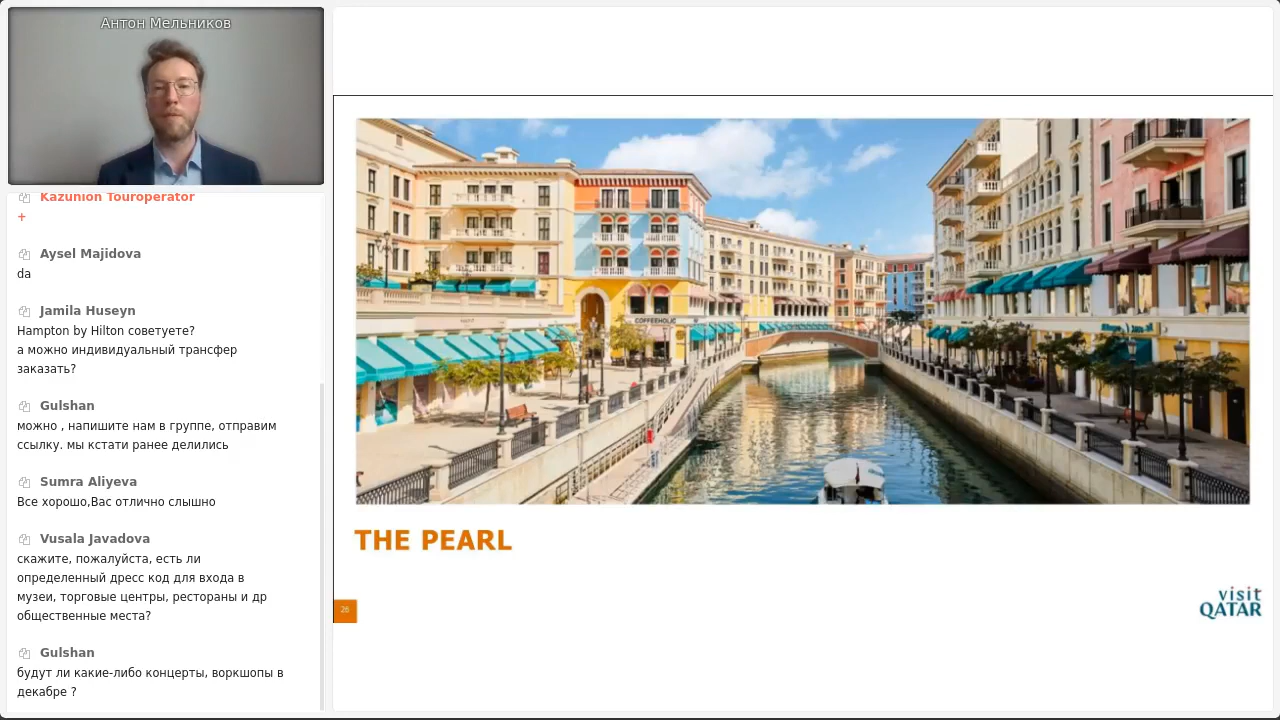 Антон Мельников
Kazunion Touroperator
+
Aysel Majidova
da
Jamila Huseyn
Hampton by Hilton советуете?
а можно индивидуальный трансфер
заказать?
Gulshan
можно , напишите нам в группе, отправим
ссылку. мы кстати ранее делились
Sumra Aliyeva
Все хорошо,Вас отлично слышно
Vusala Javadova
скажите, пожалуйста, есть ли
определенный дресс код для входа в
музеи, торговые центры, рестораны и др
общественные места?
Gulshan
будут ли какие-либо концерты, воркшопы в
декабре ?
COFFEEHOLIC
THE PEARL
26
visit
QATAR